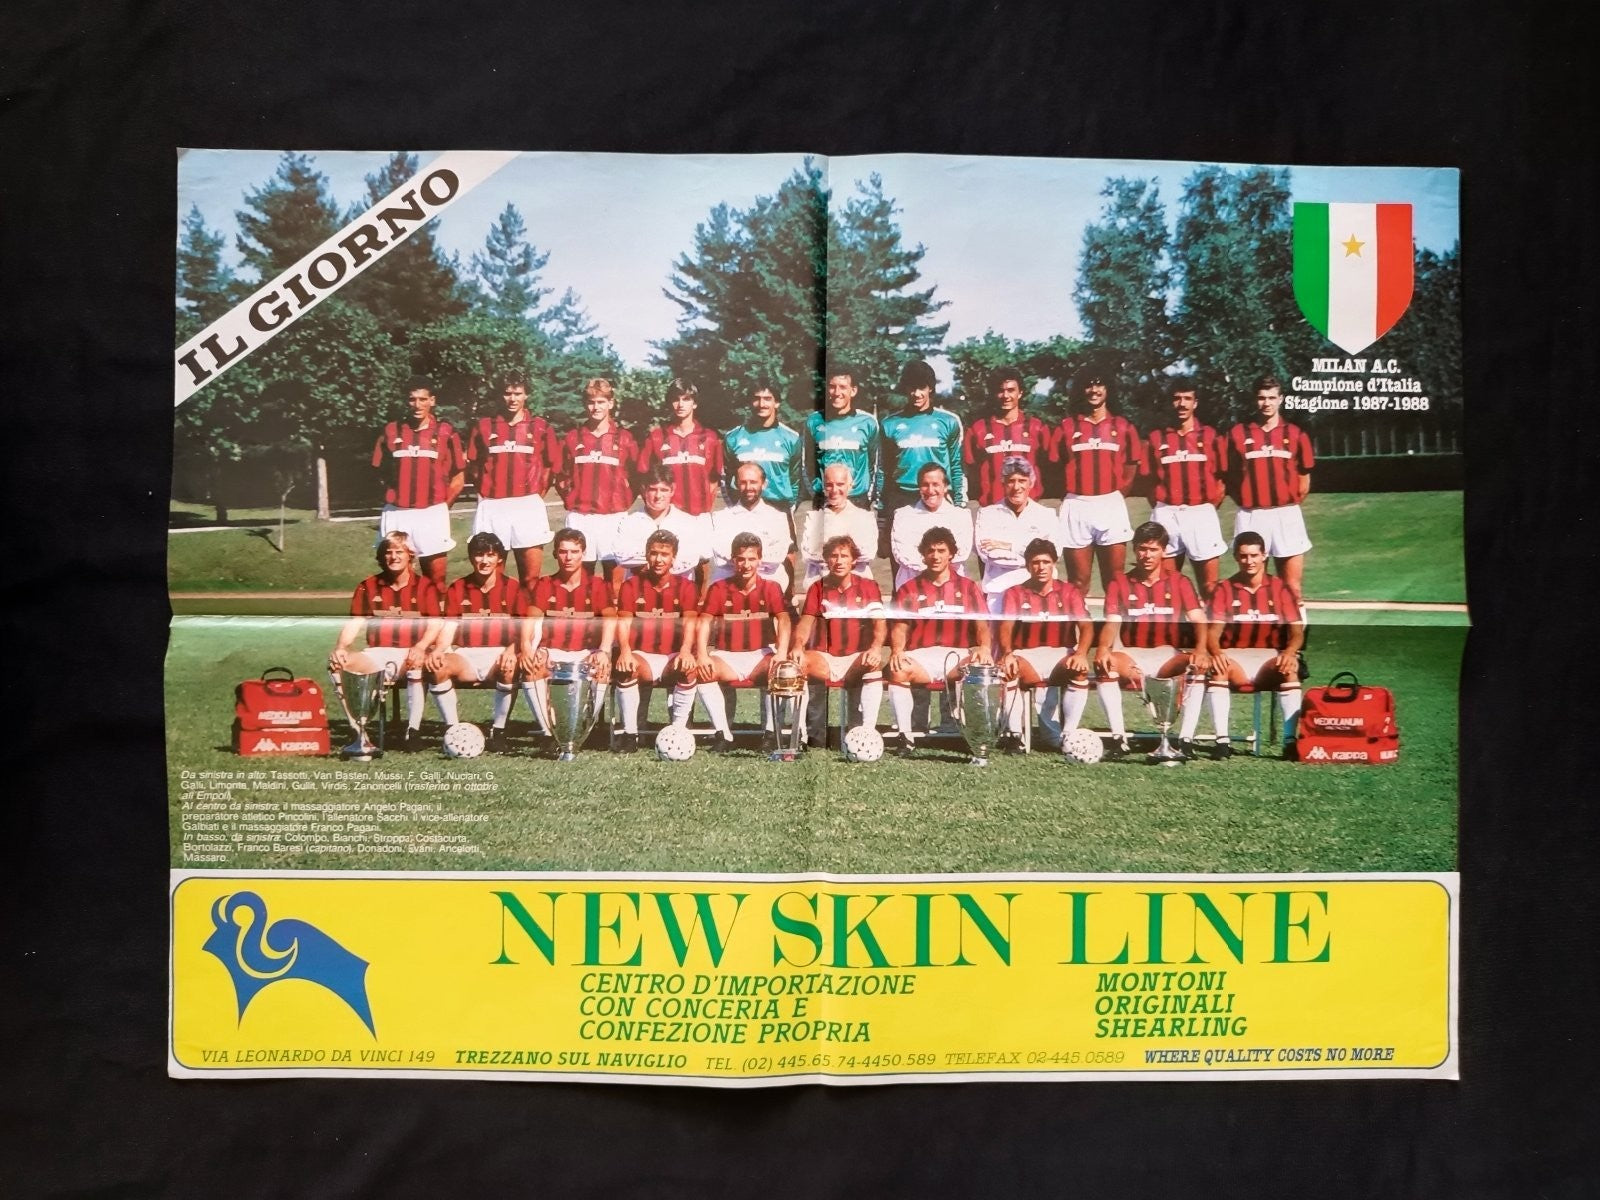 IL GIORNO
MILAN A.C.
Campione d'Italia
Stagione 1987-1988
MEDIOLANUM
kappa
MEDIOLANUM
kappa
Da sinistra in alto: Tassotti, Van Basten, Mussi, F. Galli, Nuciari, G.
Galli, Limonta, Maldini, Gullit, Virdis, Zanoncelli (trasferito in ottobre
all'Empoli).
Al centro da sinistra: il massaggiatore Angelo Pagani, il
preparatore atletico Pincolini, l'allenatore Sacchi, il vice-allenatore
Galbiati e il massaggiatore Franco Pagani.
In basso, da sinistra: Colombo, Bianchi, Stroppa, Costacurta,
Bortolazzi, Franco Baresi (capitano), Donadoni, Evani, Ancelotti,
Massaro.
NEW SKIN LINE
CENTRO D'IMPORTAZIONE
CON CONCERIA E
CONFEZIONE PROPRIA
MONTONI
ORIGINALI
SHEARLING
VIA LEONARDO DA VINCI 149 TREZZANO SUL NAVIGLIO TEL. (02) 445.65.74-4450.589 TELEFAX 02-445.0589 WHERE QUALITY COSTS NO MORE